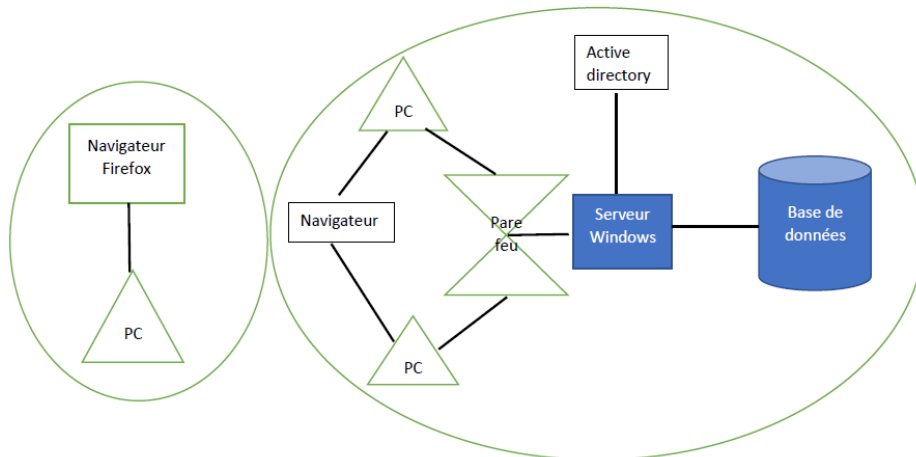 Navigateur
Firefox
PC
PC
Navigateur
PC
Pare
feu
Active
directory
Serveur
Windows
Base de
données